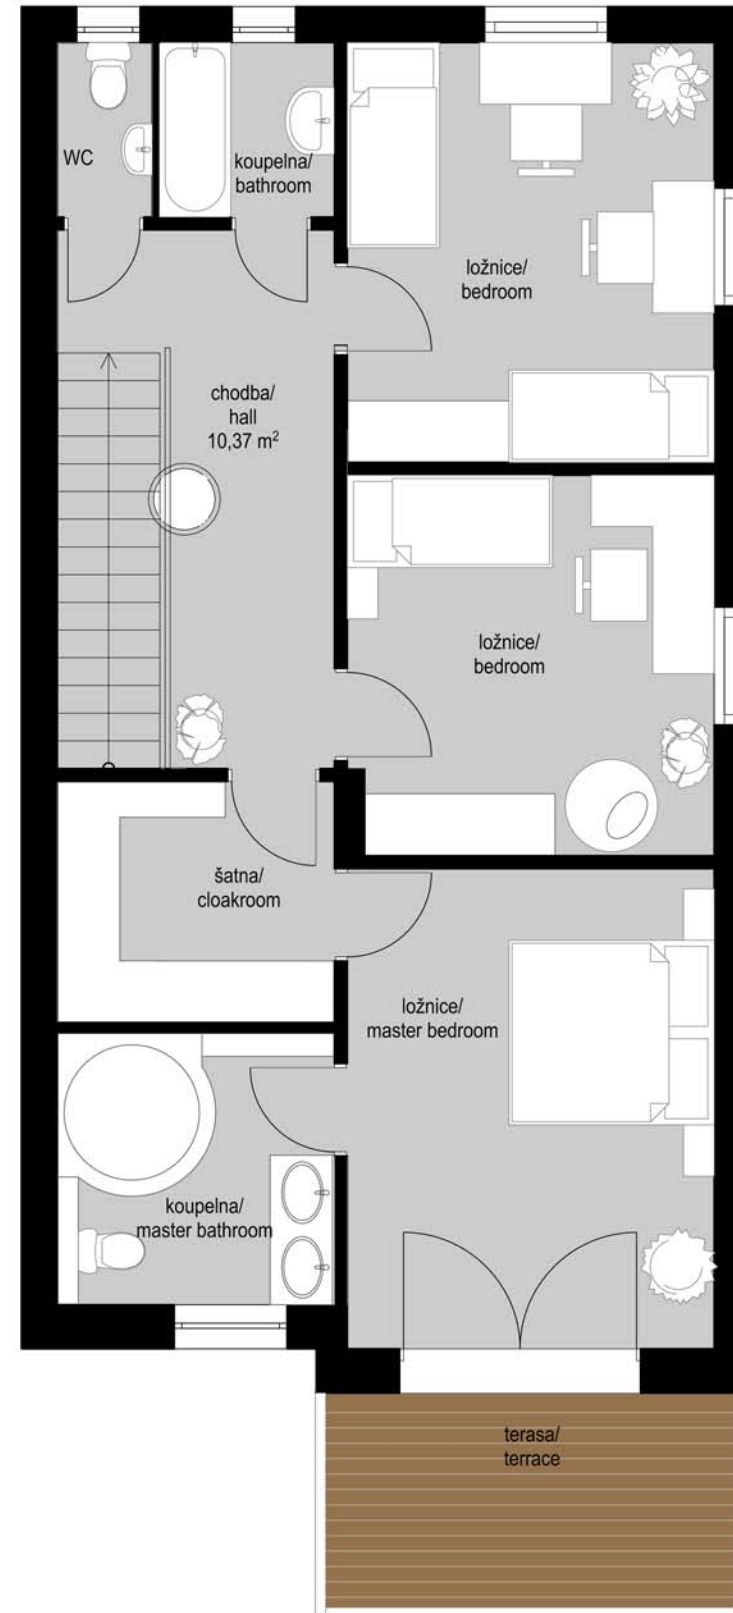 WC
koupelna/
bathroom
ložnice/
bedroom
chodba/
hall
10,37 m²
ložnice/
bedroom
šatna/
cloakroom
ložnice/
master bedroom
koupelna/
master bathroom
terasa/
terrace